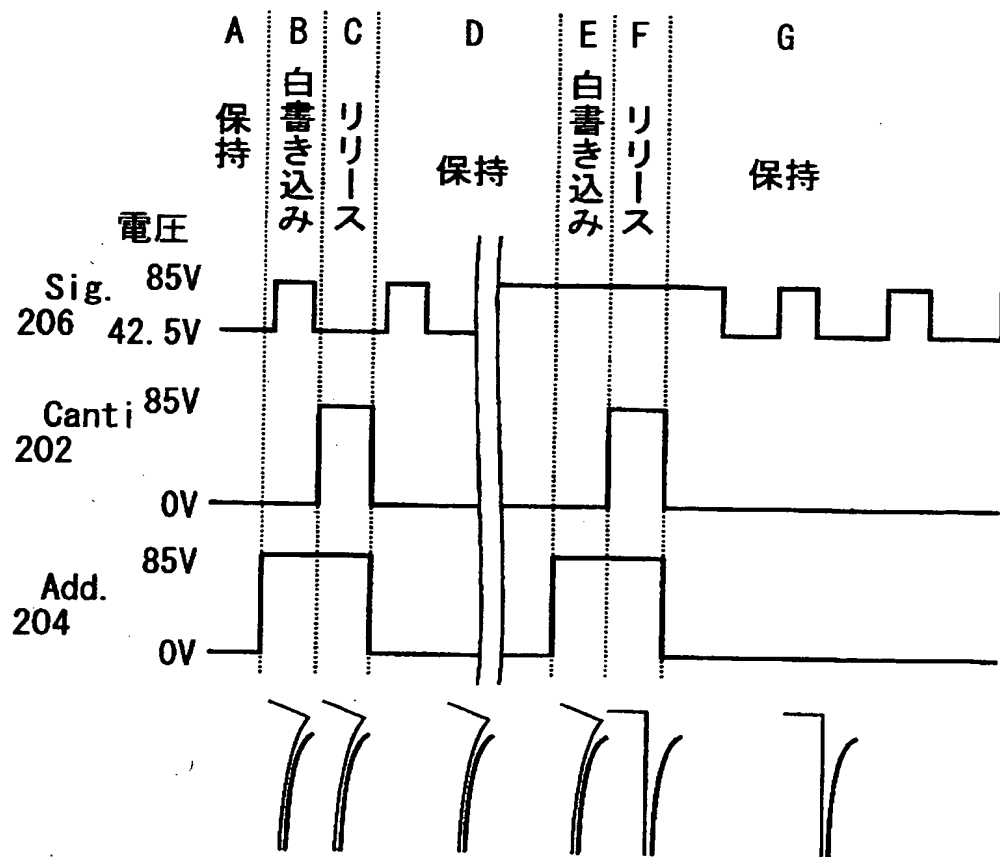 A B C D E F G
保持
白書き込み
リリース
保持
白書き込み
リリース
保持
電圧
Sig.
206
85V
42.5V
Canti
202
85V
0V
Add.
204
85V
0V